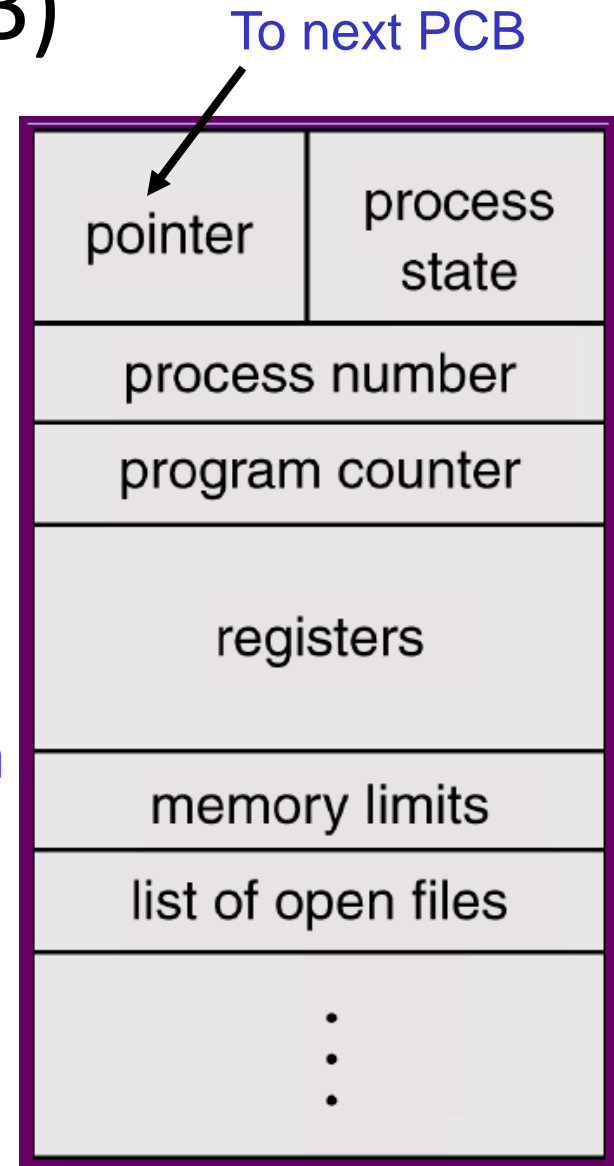 B)
To next PCB
pointer
process
state
process number
program counter
registers
memory limits
list of open files